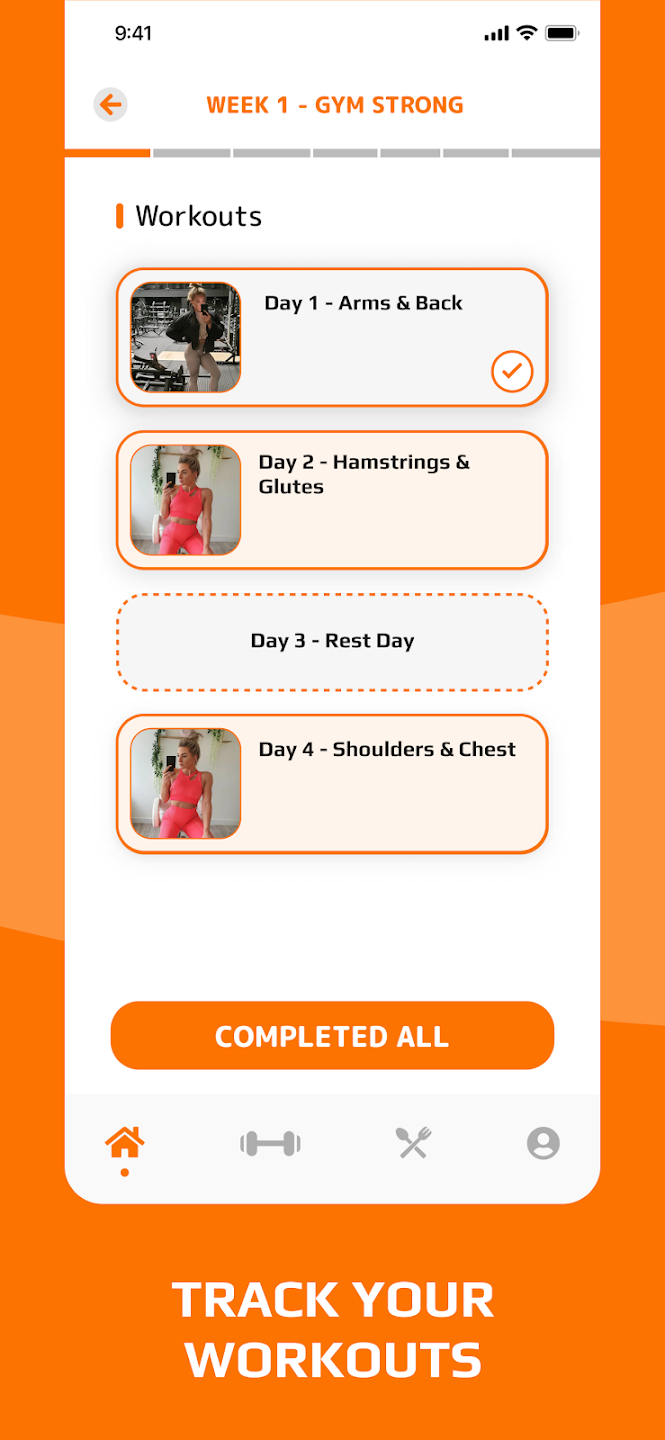 9:41
WEEK 1 - GYM STRONG
Workouts
Day 1 - Arms & Back
Day 2 - Hamstrings &
Glutes
Day 3 - Rest Day
Day 4 - Shoulders & Chest
COMPLETED ALL
TRACK YOUR
WORKOUTS